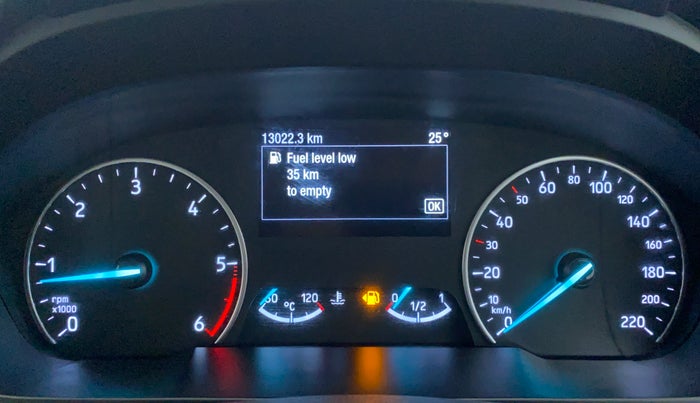 13022.3 km 25°
Fuel level low
35 km
to empty
OK
0 1 2 3 4 5 6
rpm
x1000
60 °C 120
0 1/2 1
0 10 20 30 40 50 60 80 100 120 140 160 180 200 220
km/h